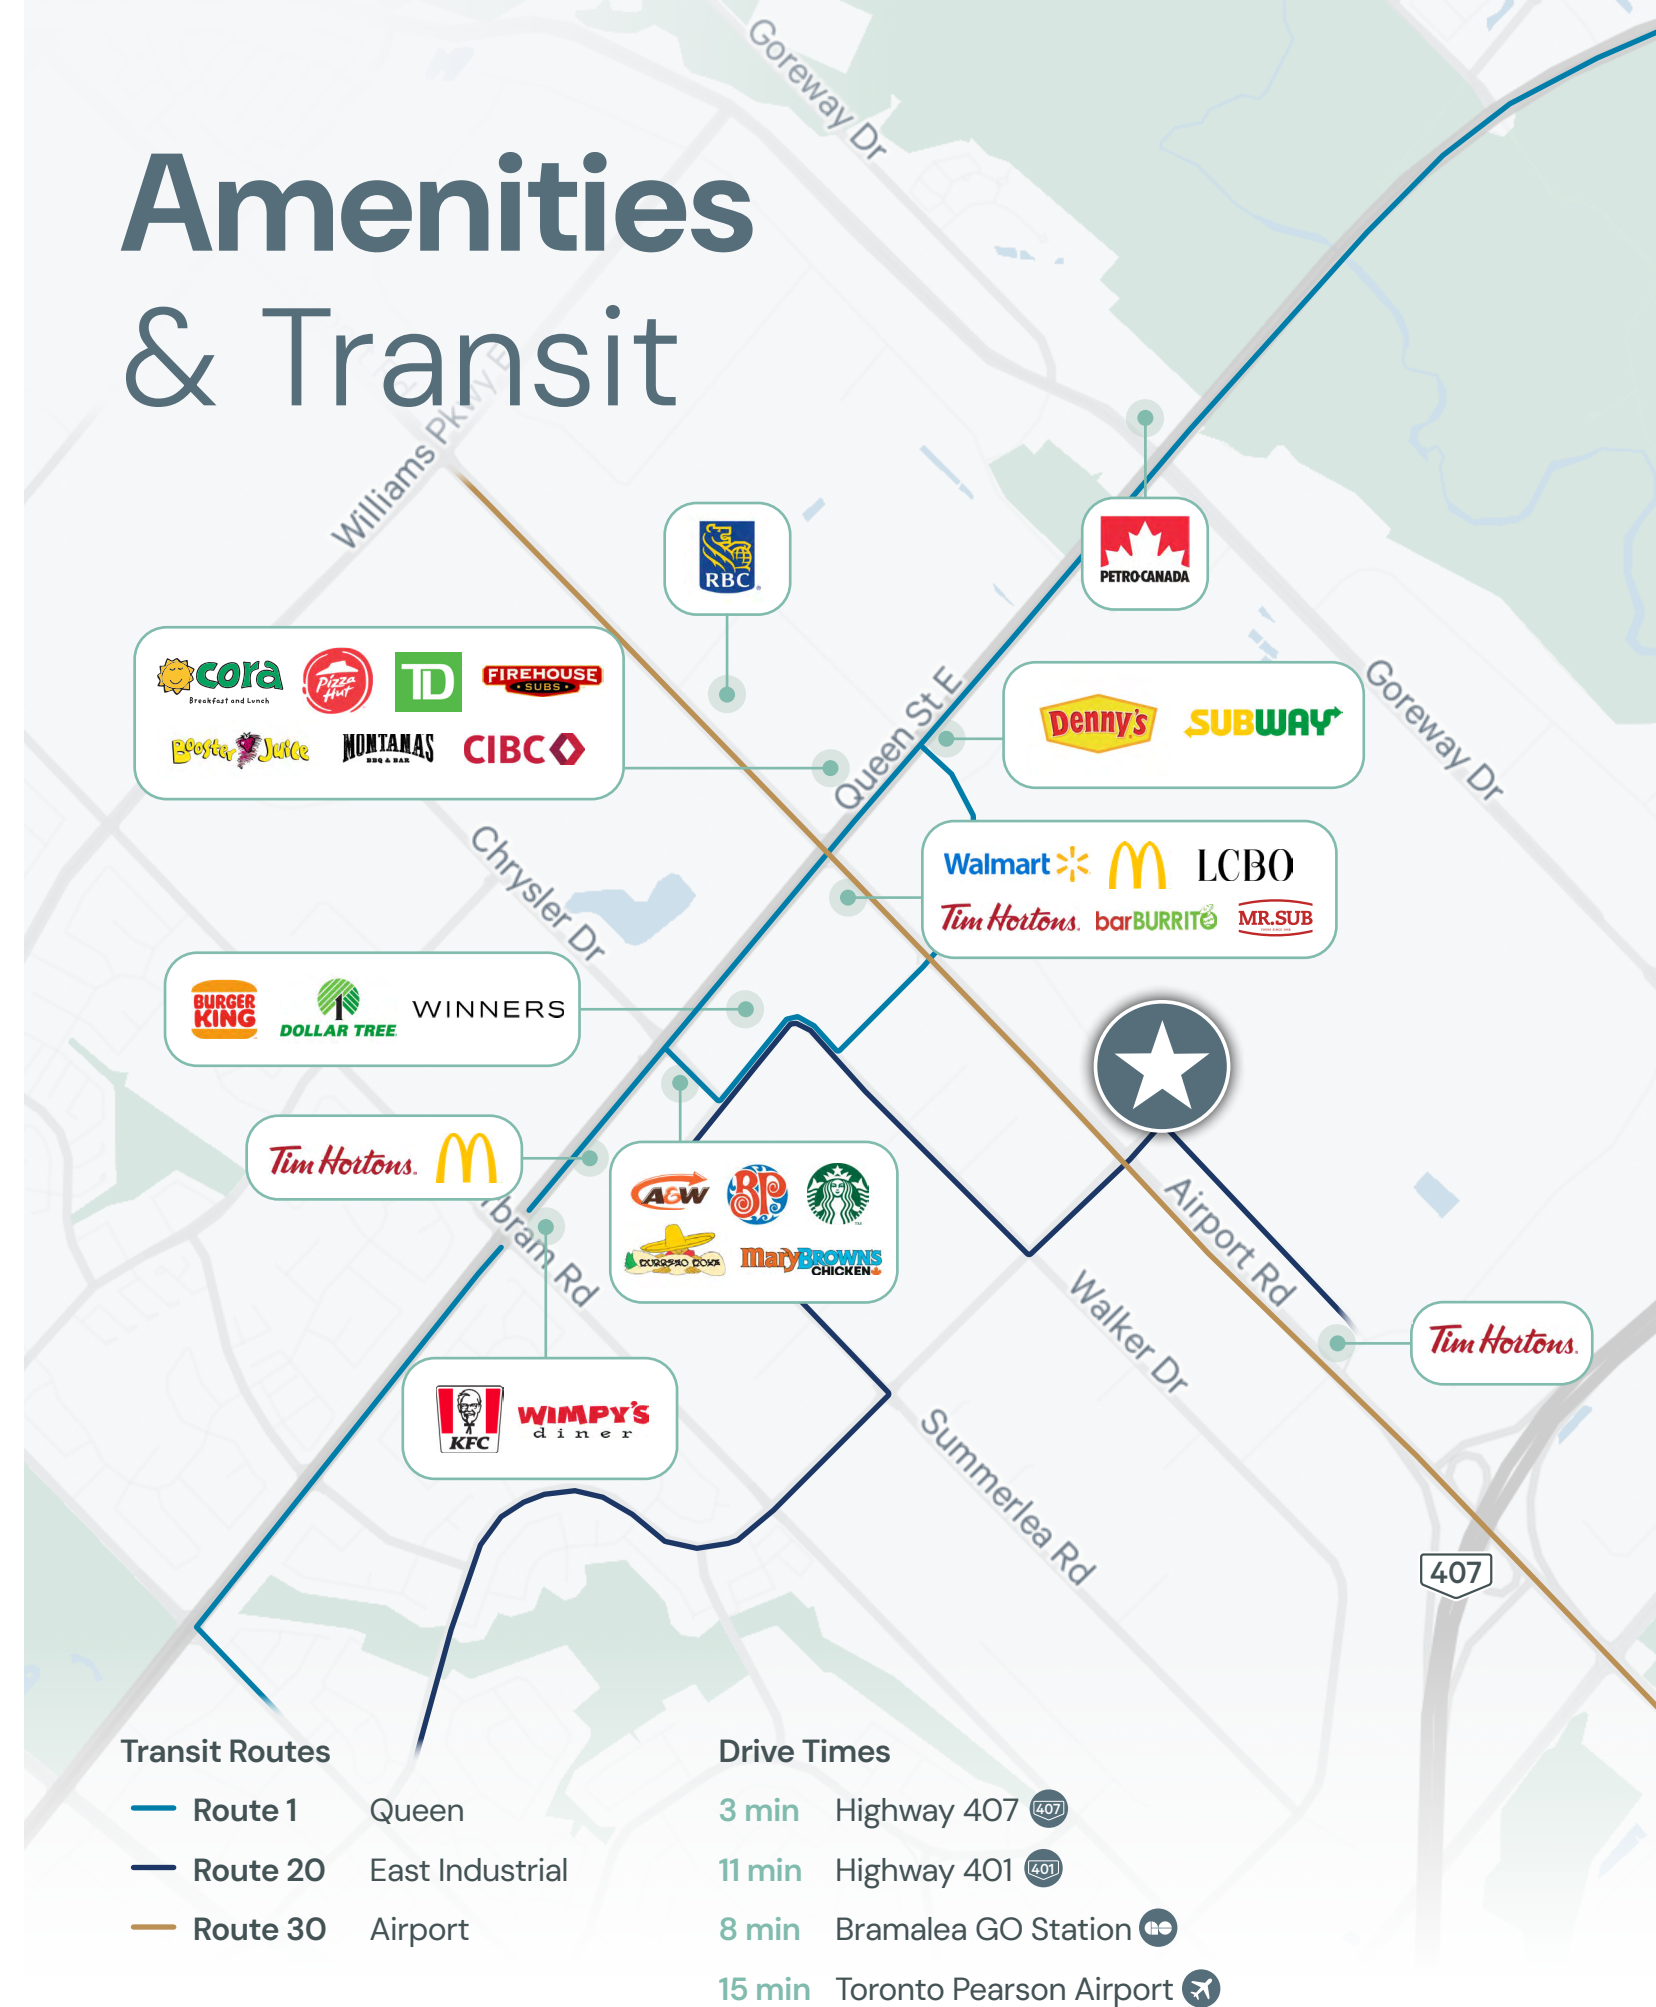 Goreway Dr
Amenities
& Transit
Williams Pkwy E
RBC
PETRO-CANADA
cora
Breakfast and Lunch
Pizza Hut
TD
FIREHOUSE
SUBS
Booster Juice
MONTANAS
BBQ & BAR
CIBC
Queen St E
Denny's
SUBWAY
Goreway Dr
Chrysler Dr
Walmart
LCBO
Tim Hortons.
barBURRITO
MR.SUB
BURGER KING
DOLLAR TREE
WINNERS
Tim Hortons.
A&W
BP
MaryBROWN'S
CHICKEN
bram Rd
Airport Rd
Walker Dr
Tim Hortons.
KFC
WIMPY'S
diner
Summerlea Rd
407
Transit Routes
Route 1 Queen
Route 20 East Industrial
Route 30 Airport
Drive Times
3 min Highway 407 407
11 min Highway 401 401
8 min Bramalea GO Station GO
15 min Toronto Pearson Airport